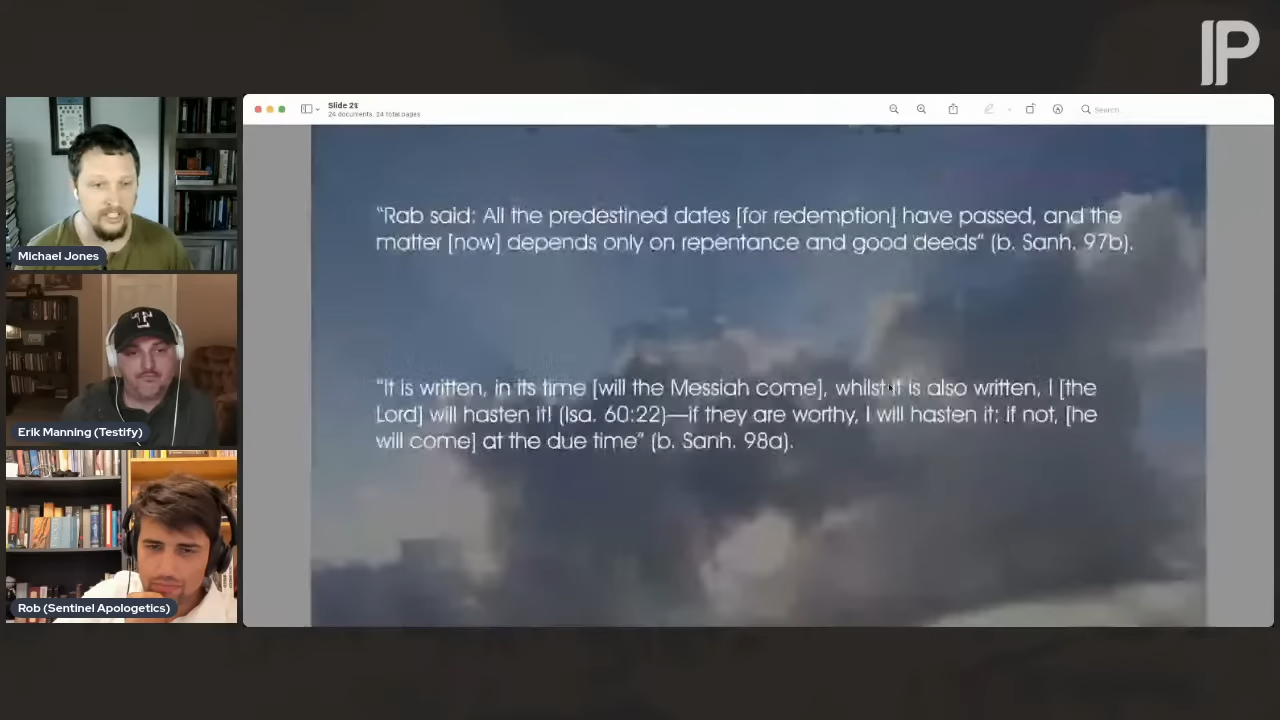 IP
Slide 21
24 documents, 24 total pages
Search
"Rab said: All the predestined dates [for redemption] have passed, and the
matter [now] depends only on repentance and good deeds" (b. Sanh. 97b).
"It is written, in its time [will the Messiah come], whilst it is also written, I [the
Lord] will hasten it! (Isa. 60:22)—if they are worthy, I will hasten it: if not, [he
will come] at the due time" (b. Sanh. 98a).
Michael Jones
Erik Manning (Testify)
Rob (Sentinel Apologetics)